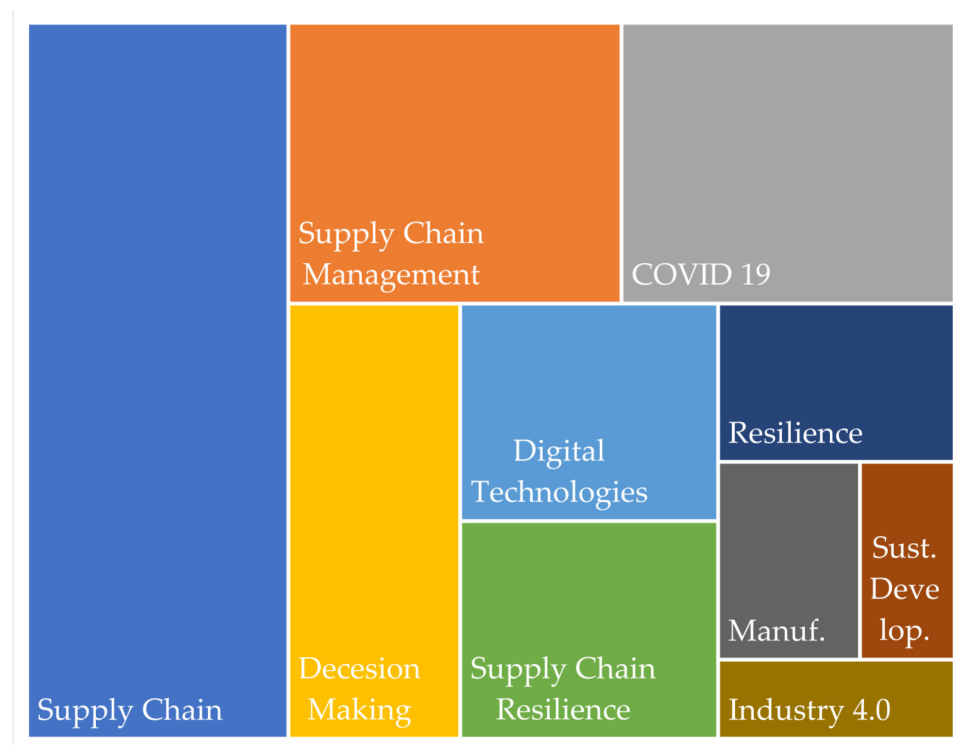 Supply Chain
Management
COVID 19
Resilience
Digital
Technologies
Sust.
Deve
lop.
Manuf.
Decesion
Making
Supply Chain
Resilience
Supply Chain
Industry 4.0